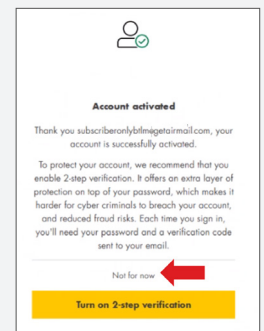 Account activated
Thank you subscriberonlybtlmegetairmail.com, your
account is successfully activated.
To protect your account, we recommend that you
enable 2-step verification. It offers an extra layer of
protection on top of your password, which makes it
harder for cyber criminals to breach your account,
and reduced fraud risks. Each time you sign in,
you'll need your password and a verification code
sent to your email.
Not for now
Turn on 2-step verification